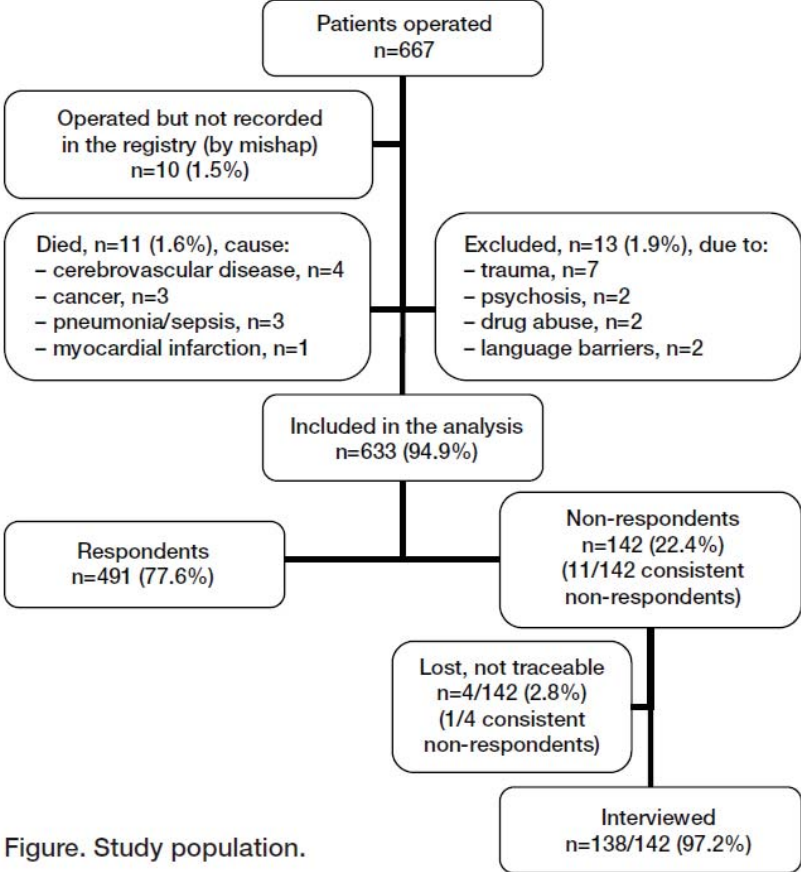 Patients operated
n=667
Operated but not recorded
in the registry (by mishap)
n=10 (1.5%)
Died, n=11 (1.6%), cause:
– cerebrovascular disease, n=4
– cancer, n=3
– pneumonia/sepsis, n=3
– myocardial infarction, n=1
Excluded, n=13 (1.9%), due to:
– trauma, n=7
– psychosis, n=2
– drug abuse, n=2
– language barriers, n=2
Included in the analysis
n=633 (94.9%)
Respondents
n=491 (77.6%)
Non-respondents
n=142 (22.4%)
(11/142 consistent
non-respondents)
Lost, not traceable
n=4/142 (2.8%)
(1/4 consistent
non-respondents)
Interviewed
n=138/142 (97.2%)
Figure. Study population.